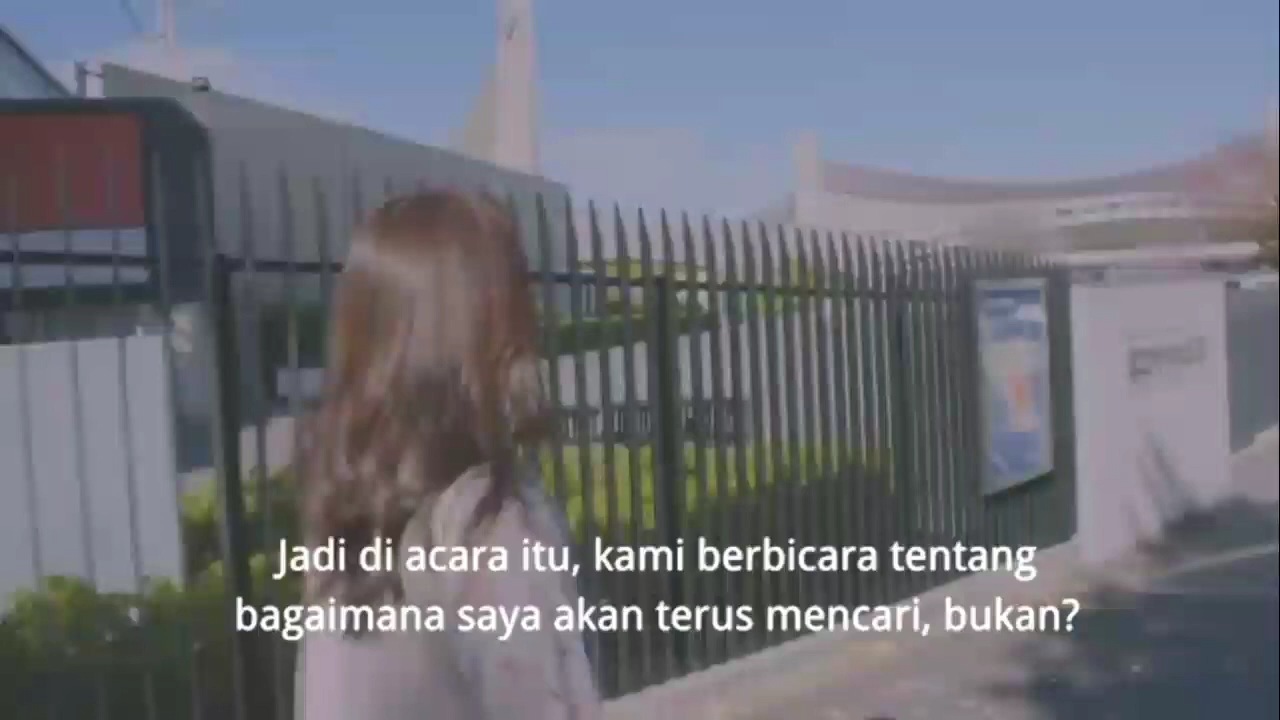 Jadi di acara itu, kami berbicara tentang
bagaimana saya akan terus mencari, bukan?